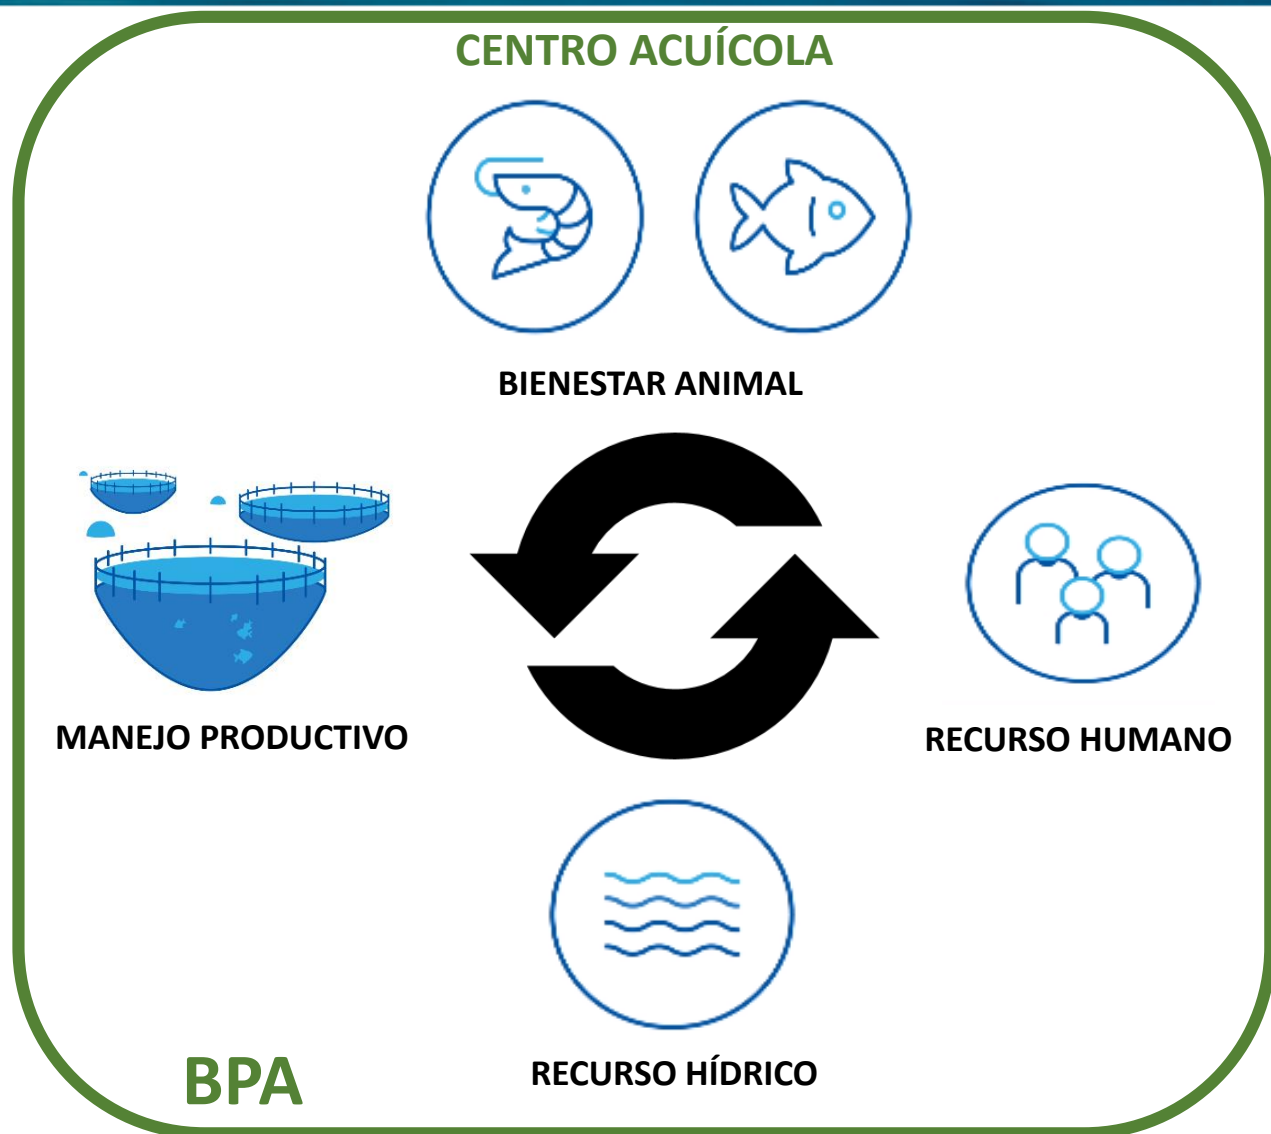 CENTRO ACUÍCOLA
BIENESTAR ANIMAL
MANEJO PRODUCTIVO
RECURSO HUMANO
RECURSO HÍDRICO
BPA